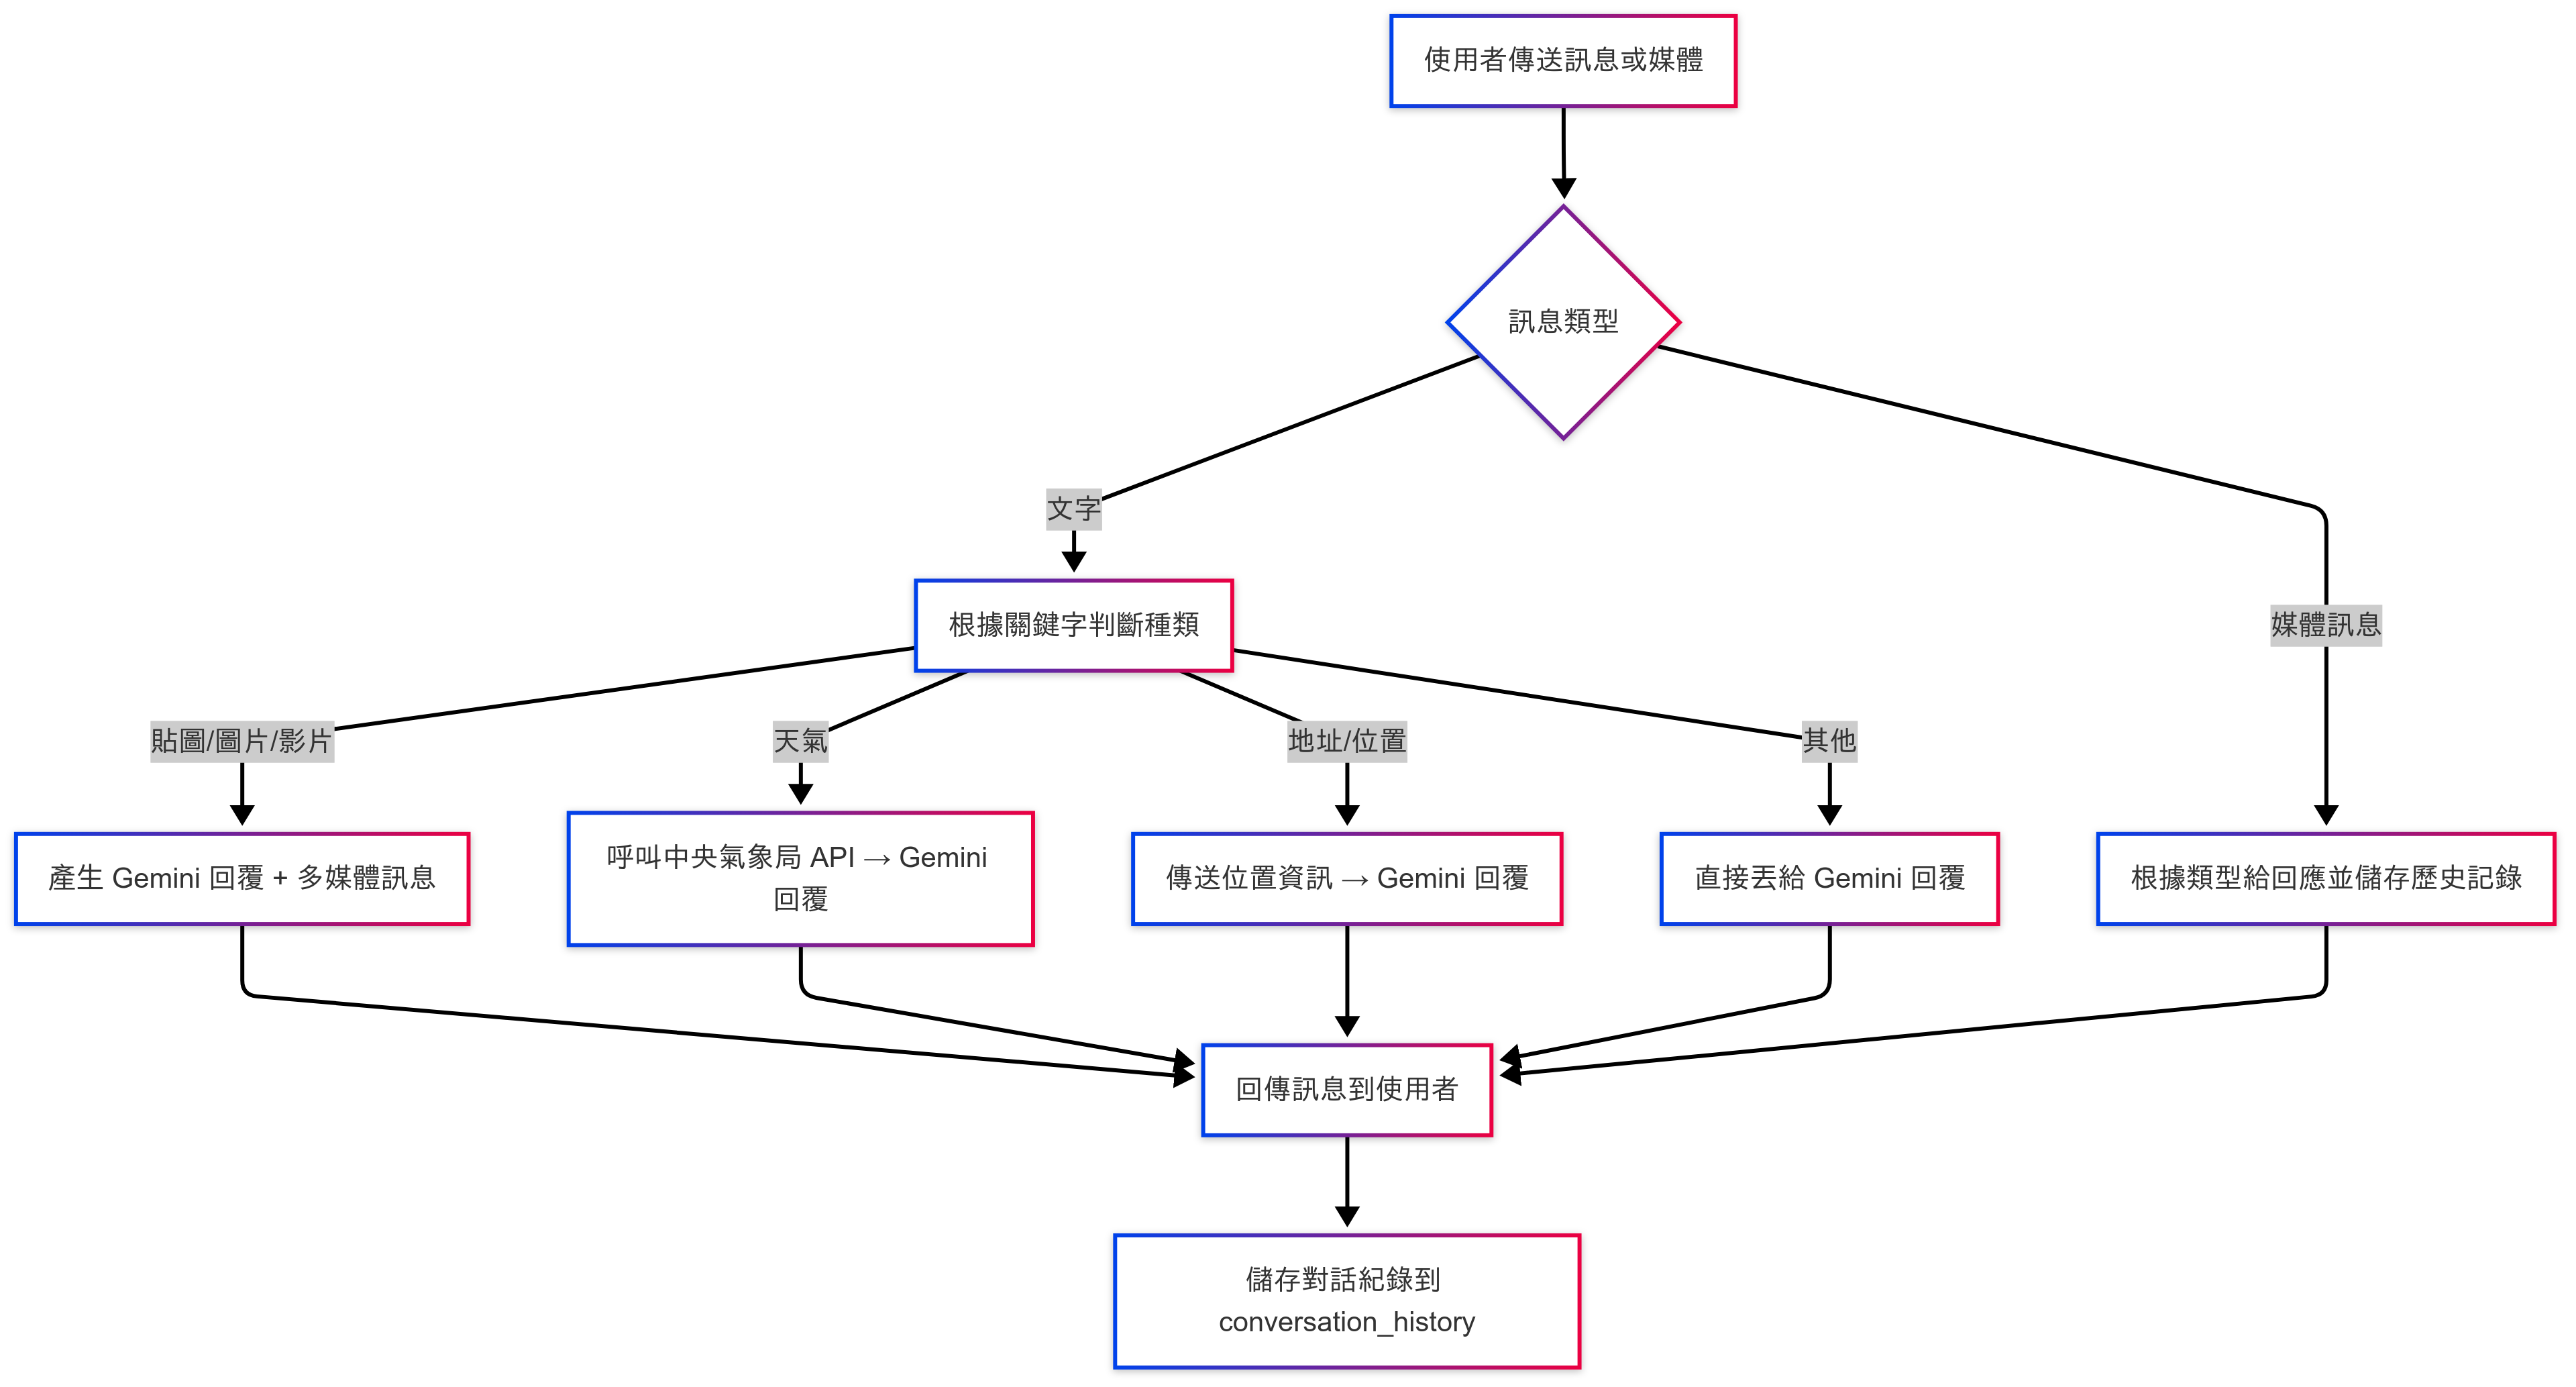 使用者傳送訊息或媒體
訊息類型
文字
根據關鍵字判斷種類
媒體訊息
貼圖/圖片/影片
天氣
地址/位置
其他
產生 Gemini 回覆 + 多媒體訊息
呼叫中央氣象局 API → Gemini
回覆
傳送位置資訊 → Gemini 回覆
直接丟給 Gemini 回覆
根據類型給回應並儲存歷史記錄
回傳訊息到使用者
儲存對話紀錄到
conversation_history